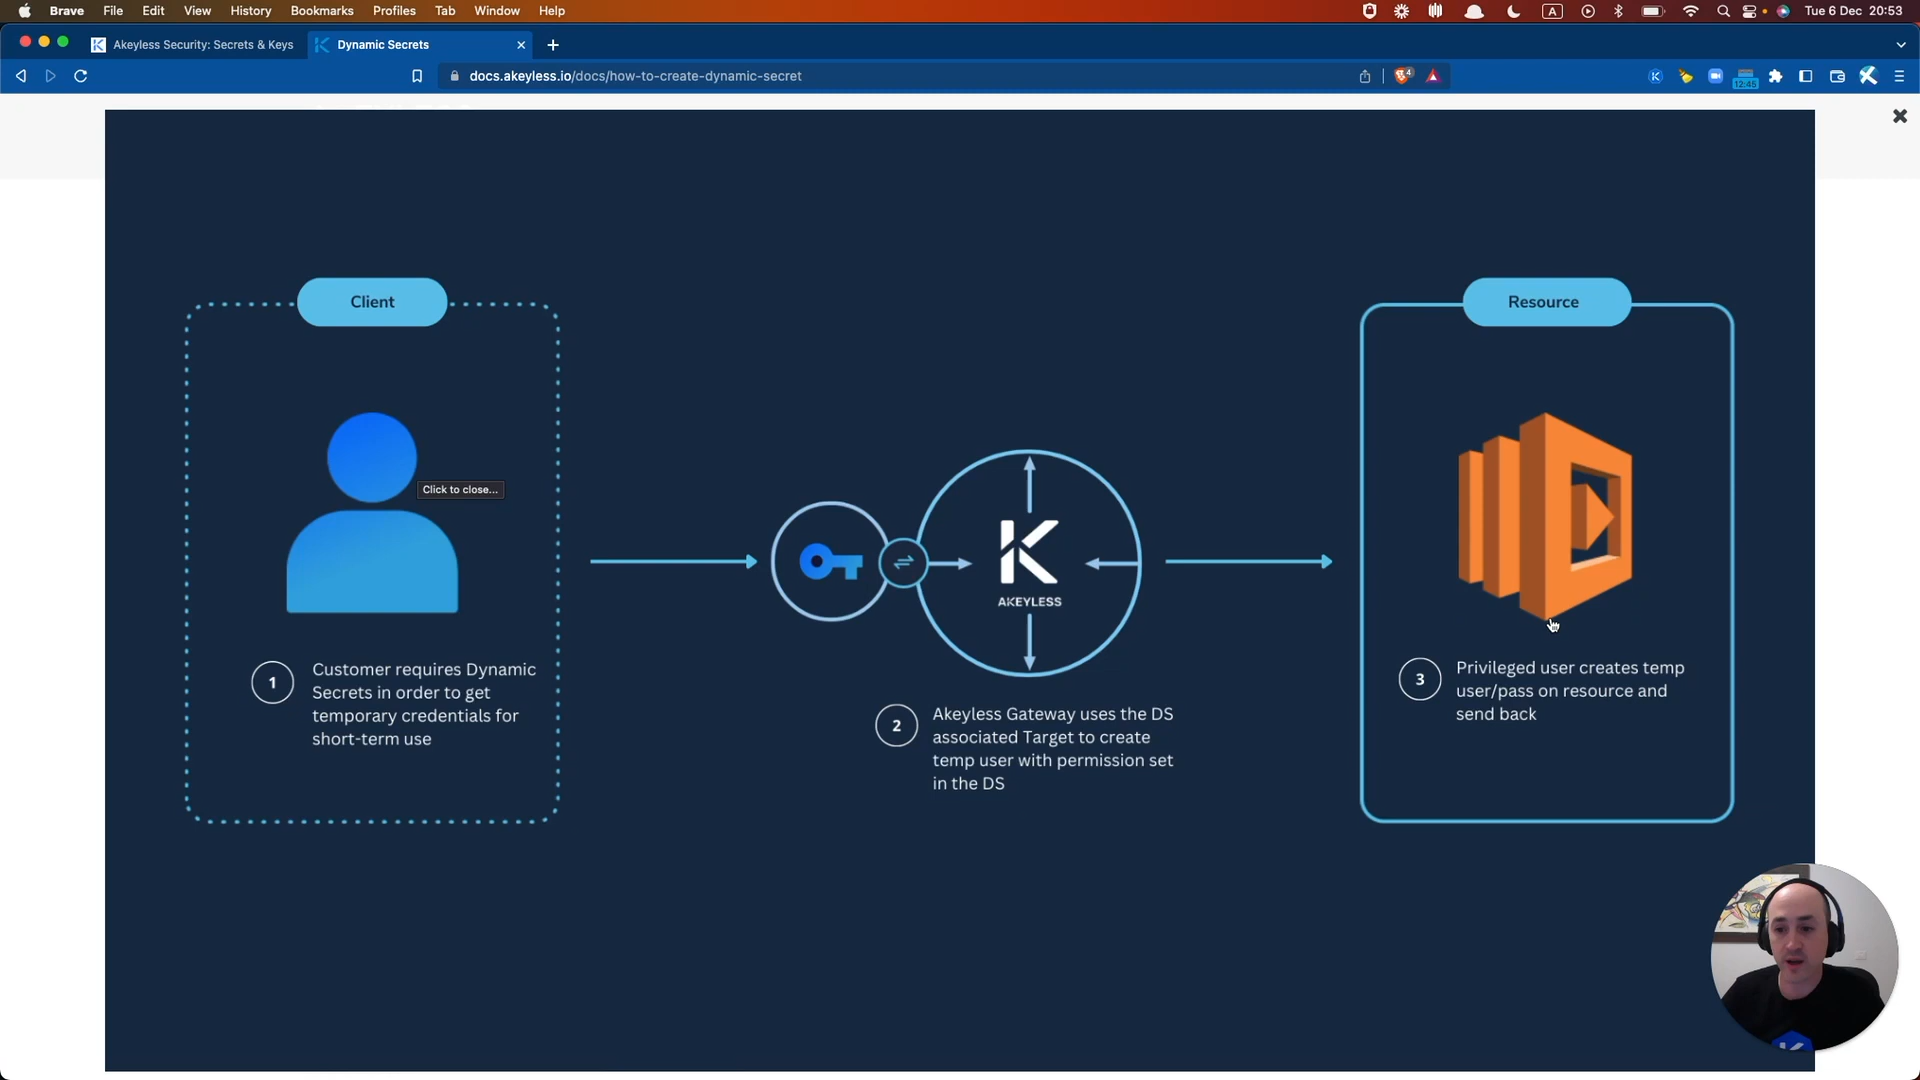 Brave File Edit View History Bookmarks Profiles Tab Window Help
A
Tue 6 Dec 20:53
Akeyless Security: Secrets & Keys
Dynamic Secrets
docs.akeyless.io/docs/how-to-create-dynamic-secret
4
12:45
Client
Resource
Click to close...
AKEYLESS
1
Customer requires Dynamic
Secrets in order to get
temporary credentials for
short-term use
2
Akeyless Gateway uses the DS
associated Target to create
temp user with permission set
in the DS
3
Privileged user creates temp
user/pass on resource and
send back